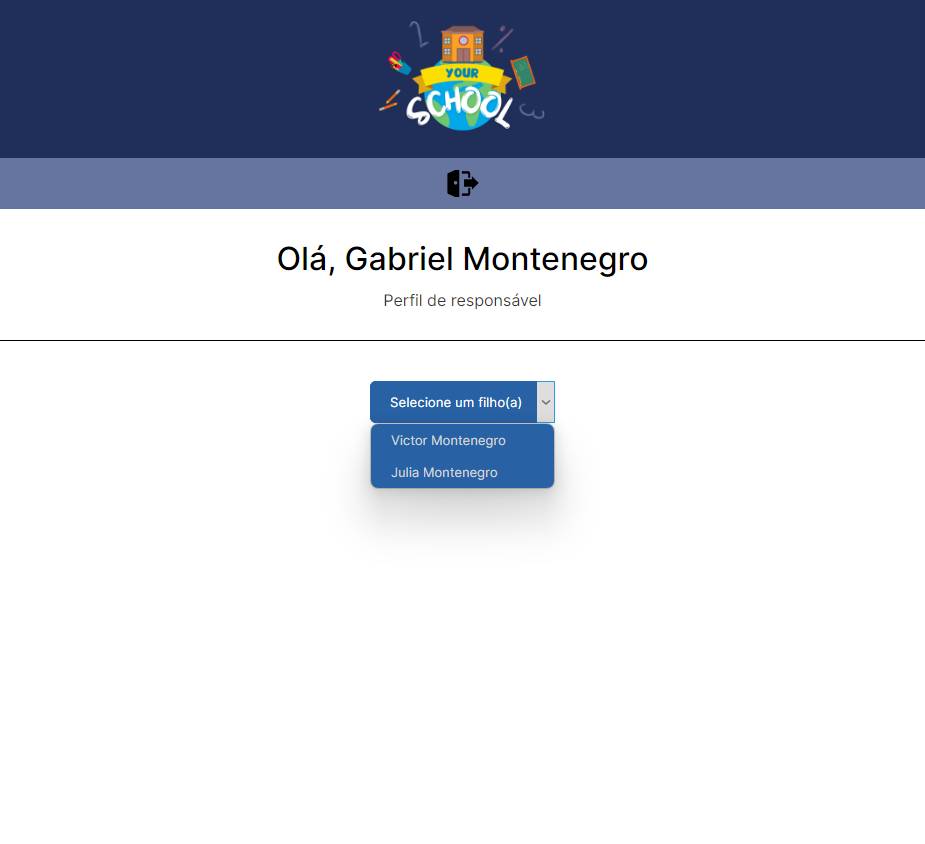 YOUR
SCHOOL
Olá, Gabriel Montenegro
Perfil de responsável
Selecione um filho(a)
Victor Montenegro
Julia Montenegro